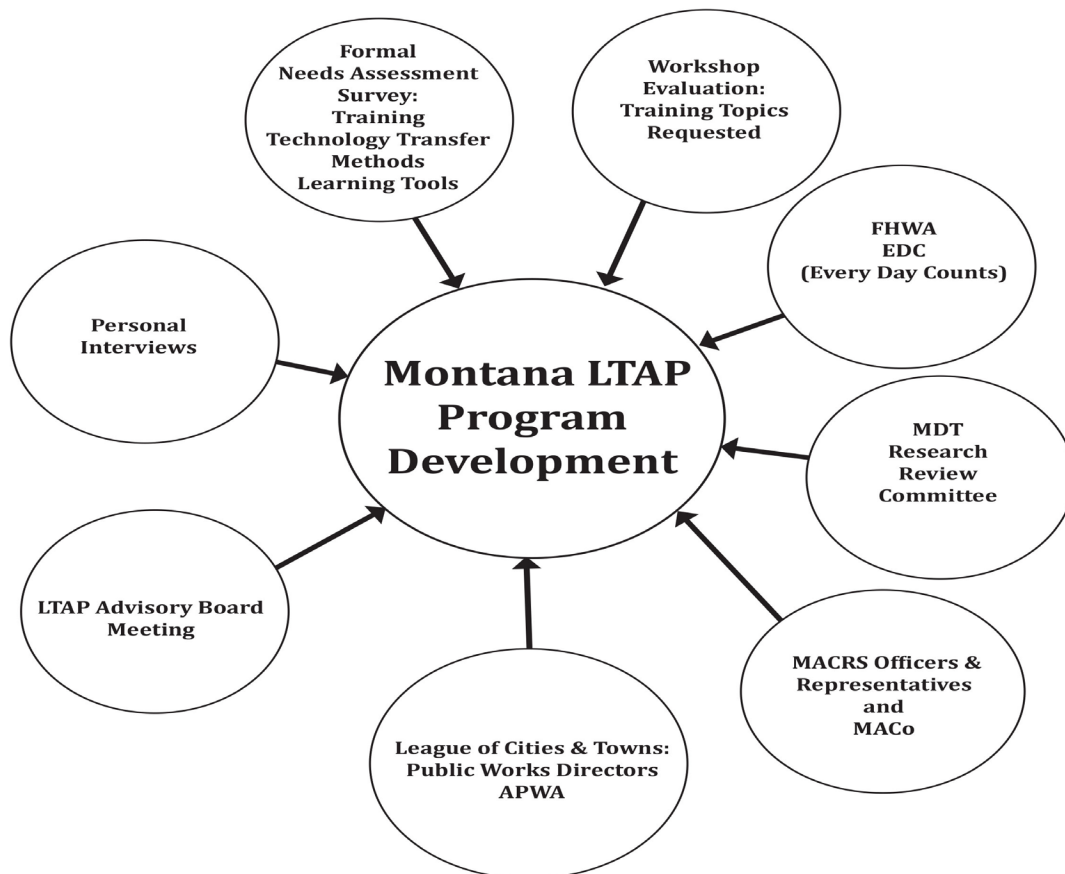 Formal
Needs Assessment
Survey:
Training
Technology Transfer
Methods
Learning Tools
Workshop
Evaluation:
Training Topics
Requested
FHWA
EDC
(Every Day Counts)
Personal
Interviews
Montana LTAP
Program
Development
MDT
Research
Review
Committee
LTAP Advisory Board
Meeting
MACRS Officers &
Representatives
and
MACo
League of Cities & Towns:
Public Works Directors
APWA